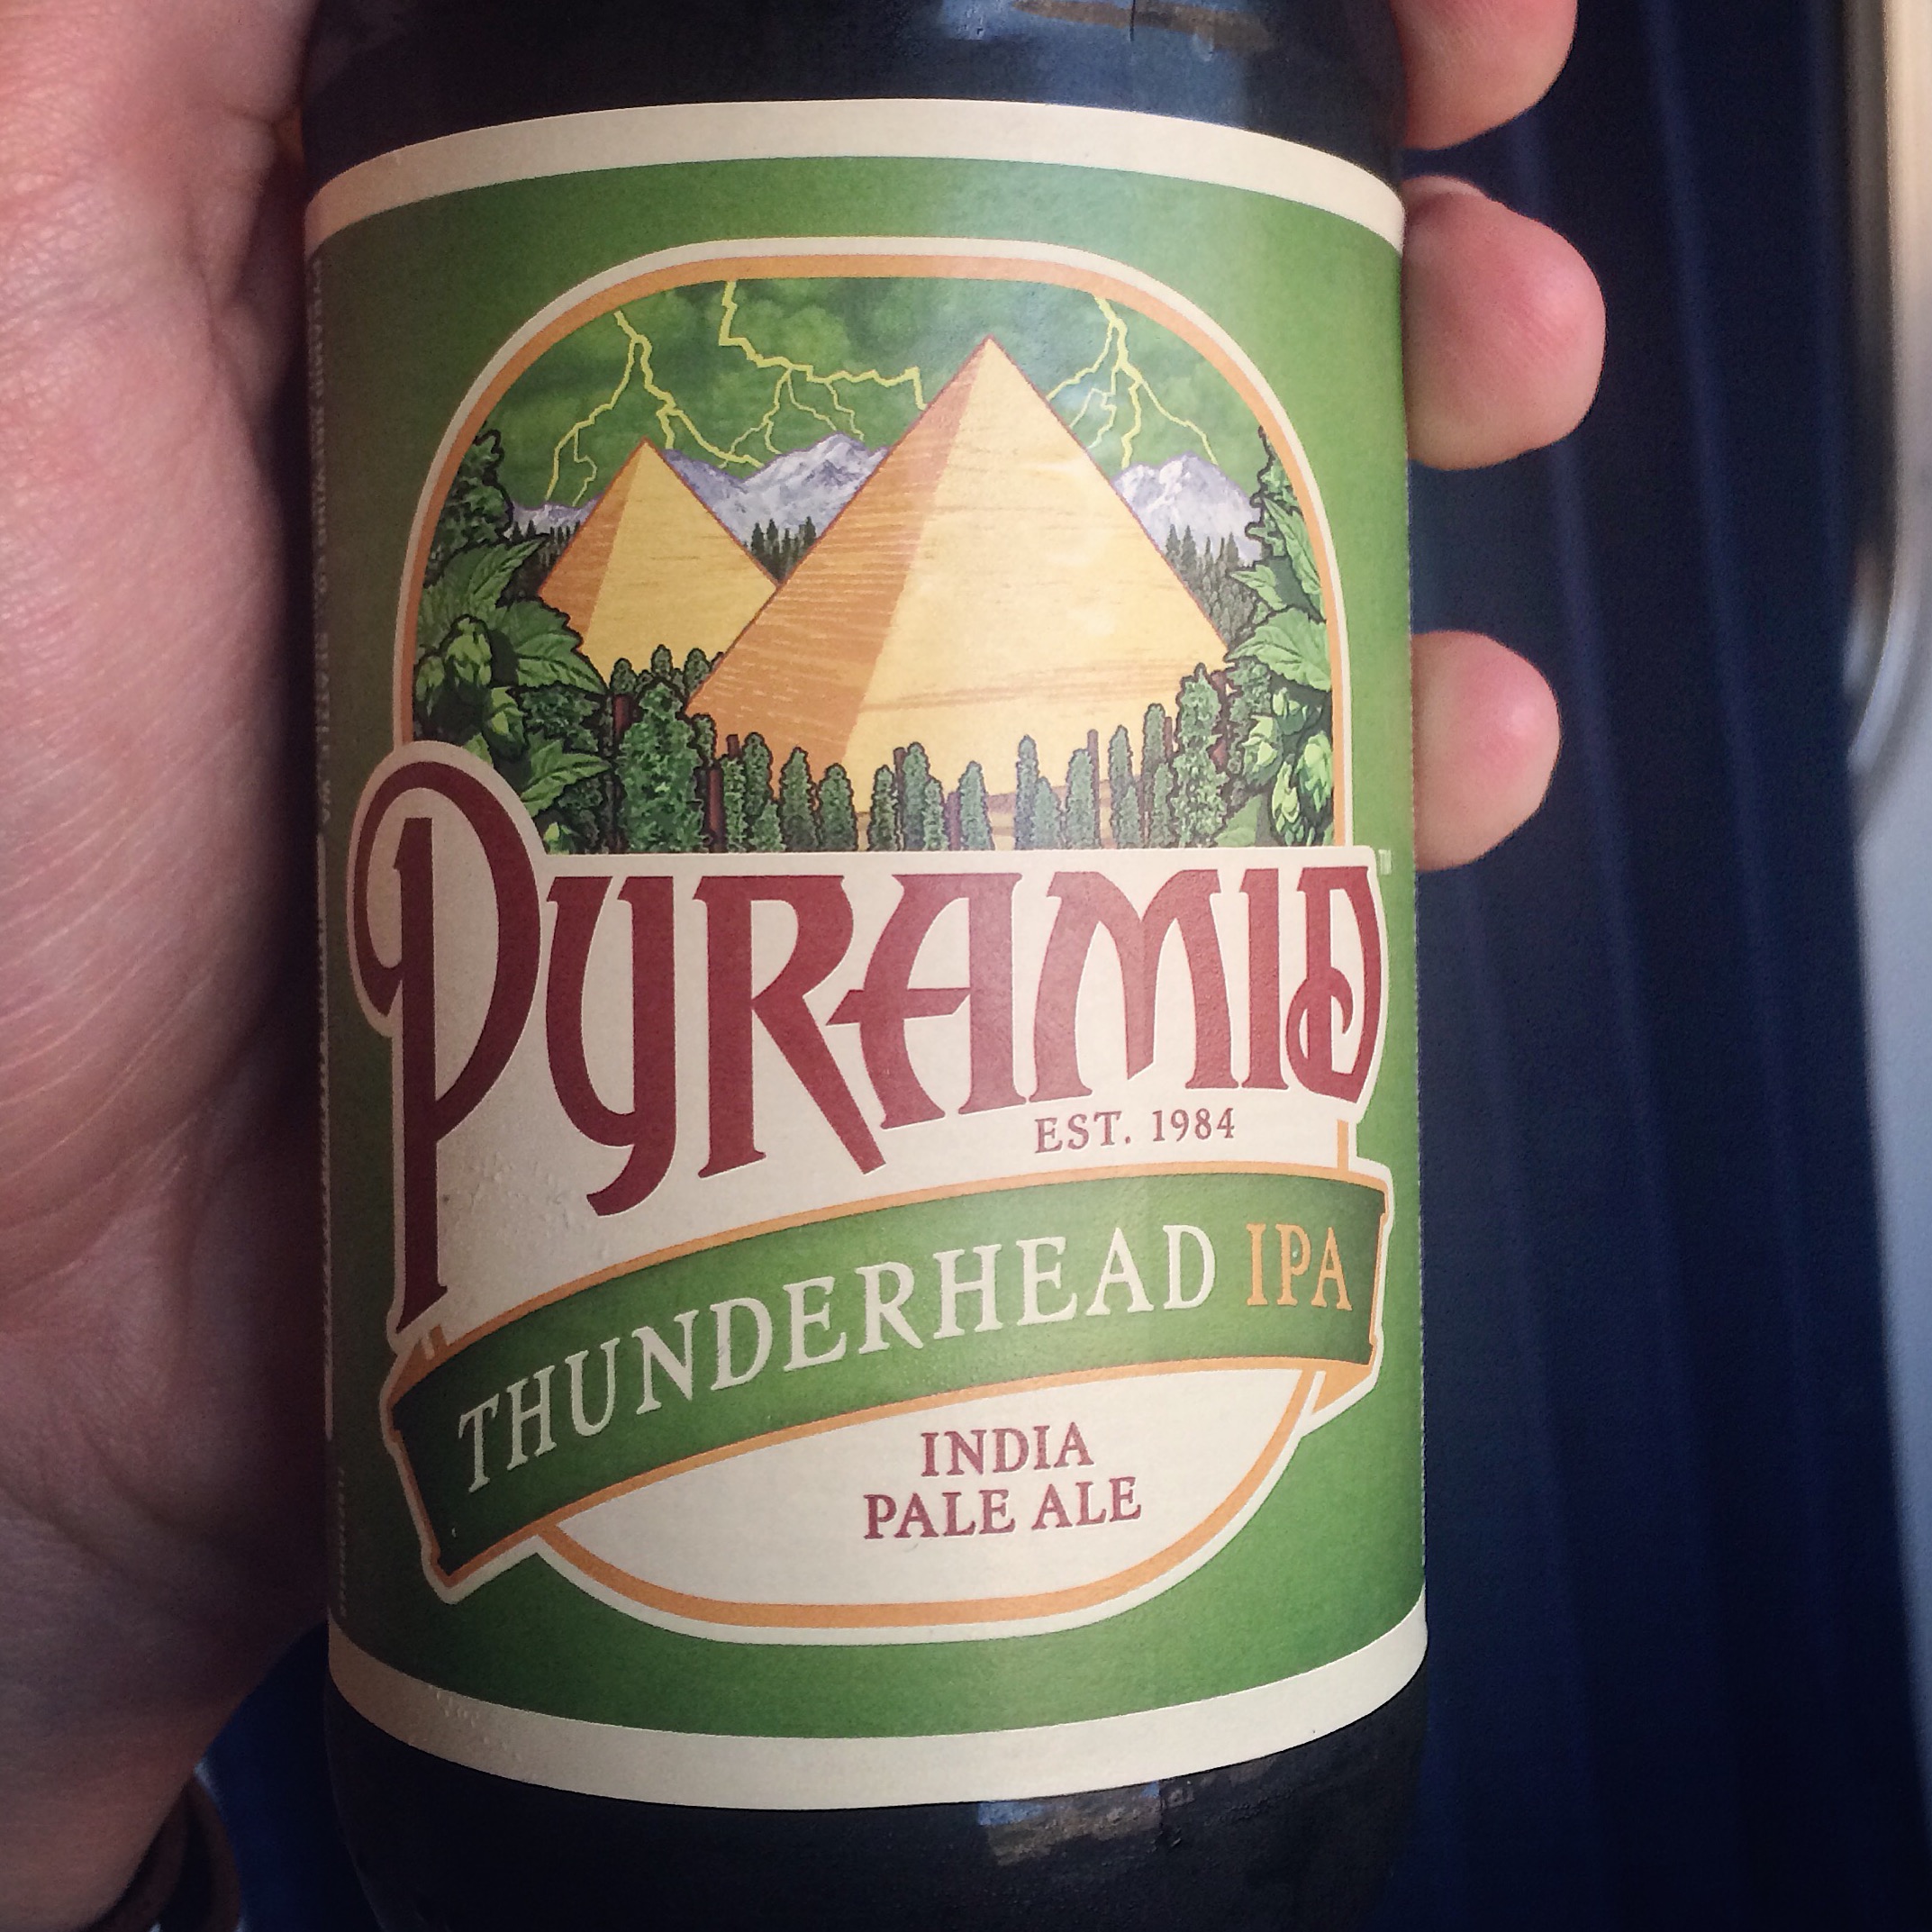 PYRAMID
EST. 1984
THUNDERHEAD IPA
INDIA
PALE ALE